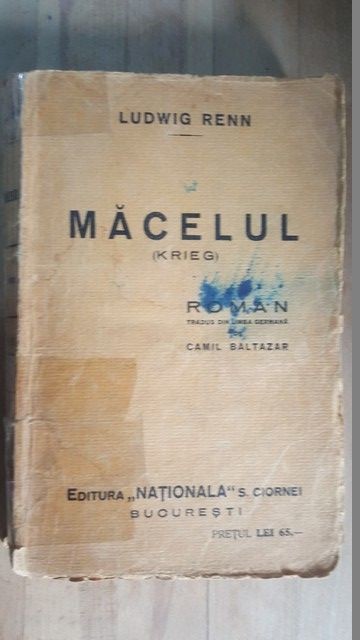 LUDWIG RENN
MĂCELUL
(KRIEG)
ROMAN
TRADUS DIN LIMBA GERMANĂ
CAMIL BALTAZAR
EDITURA „NAȚIONALA“ S. CIORNEI
BUCUREȘTI
PREȚUL LEI 65,—